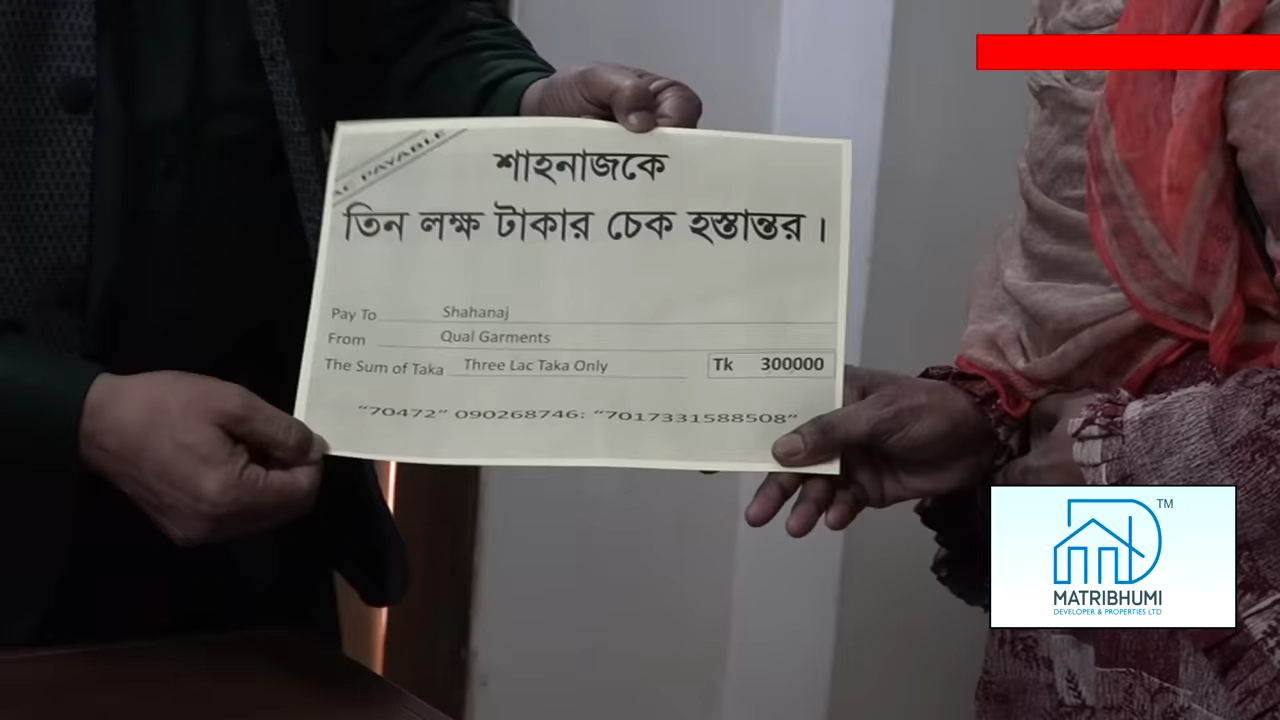 AC PAYABLE
শাহনাজকে
তিন লক্ষ টাকার চেক হস্তান্তর।
Pay To Shahanaj
From Qual Garments
The Sum of Taka Three Lac Taka Only Tk 300000
“70472” 090268746: “7017331588508”
TM
MATRIBHUMI
DEVELOPER & PROPERTIES LTD